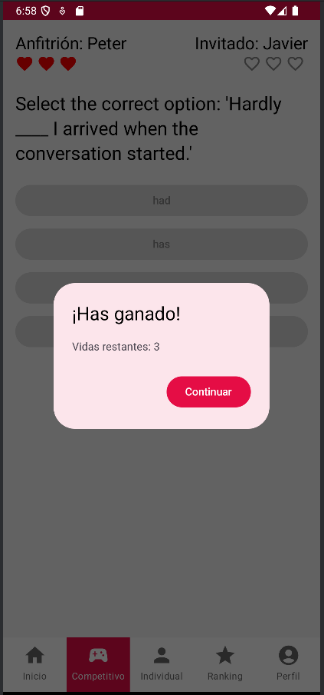 6:58
Anfitrión: Peter Invitado: Javier
Select the correct option: 'Hardly
____ I arrived when the
conversation started.'
had
has
¡Has ganado!
Vidas restantes: 3
Continuar
Inicio Competitivo Individual Ranking Perfil